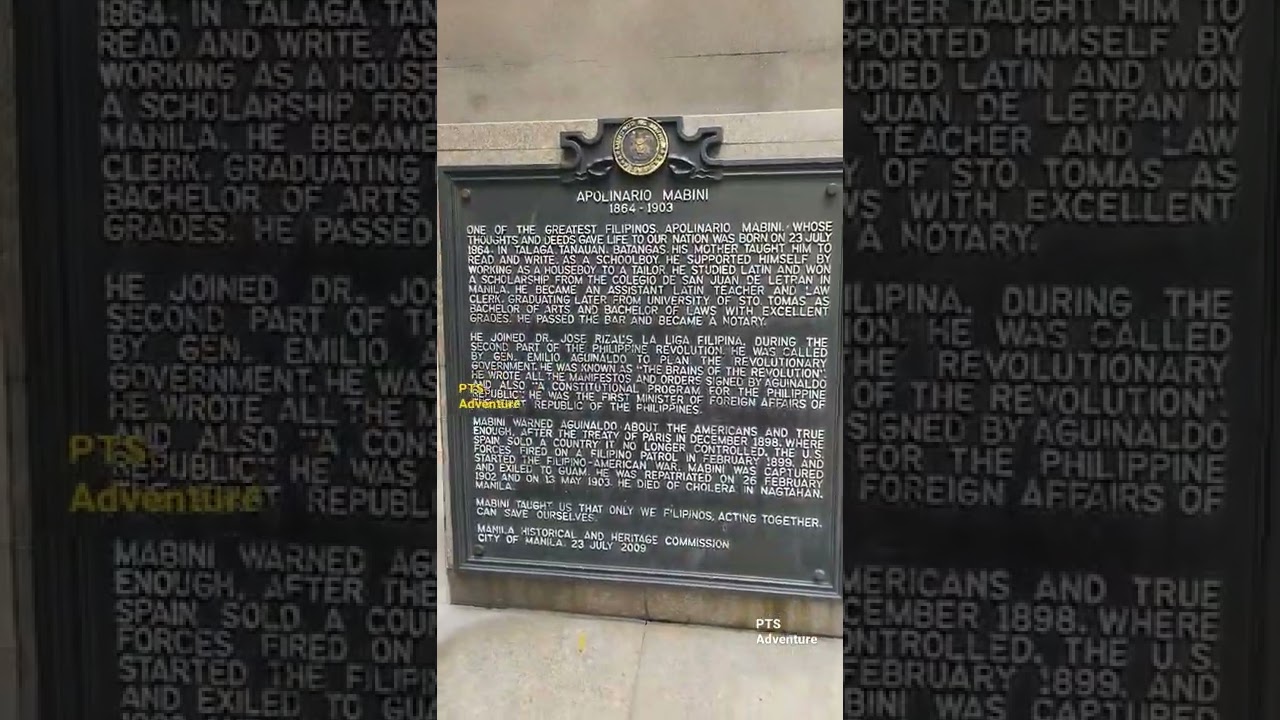 APOLINARIO MABINI
1864 - 1903
ONE OF THE GREATEST FILIPINOS, APOLINARIO MABINI, WHOSE
THOUGHTS AND DEEDS GAVE LIFE TO OUR NATION WAS BORN ON 23 JULY
1864, IN TALAGA, TANAUAN, BATANGAS. HIS MOTHER TAUGHT HIM TO
READ AND WRITE. AS A SCHOOLBOY, HE SUPPORTED HIMSELF BY
WORKING AS A HOUSEBOY TO A TAILOR. HE STUDIED LATIN AND WON
A SCHOLARSHIP FROM THE COLEGIO DE SAN JUAN DE LETRAN IN
MANILA. HE BECAME AN ASSISTANT LATIN TEACHER AND LAW
CLERK, GRADUATING LATER FROM UNIVERSITY OF STO. TOMAS AS
BACHELOR OF ARTS AND BACHELOR OF LAWS WITH EXCELLENT
GRADES. HE PASSED THE BAR AND BECAME A NOTARY.
HE JOINED DR. JOSE RIZAL'S LA LIGA FILIPINA. DURING THE
SECOND PART OF THE PHILIPPINE REVOLUTION, HE WAS CALLED
BY GEN. EMILIO AGUINALDO TO PLAN THE REVOLUTIONARY
GOVERNMENT. HE WAS KNOWN AS "THE BRAINS OF THE REVOLUTION".
HE WROTE ALL THE MANIFESTOS AND ORDERS SIGNED BY AGUINALDO
AND ALSO "A CONSTITUTIONAL PROGRAM FOR THE PHILIPPINE
REPUBLIC". HE WAS THE FIRST MINISTER OF FOREIGN AFFAIRS OF
REPUBLIC OF THE PHILIPPINES.
PTS
Adventure
MABINI WARNED AGUINALDO ABOUT THE AMERICANS AND TRUE
ENOUGH, AFTER THE TREATY OF PARIS IN DECEMBER 1898, WHERE
SPAIN SOLD A COUNTRY IT NO LONGER CONTROLLED, THE U.S.
FORCES FIRED ON A FILIPINO PATROL IN FEBRUARY 1899, AND
STARTED THE FILIPINO-AMERICAN WAR. MABINI WAS CAPTURED
AND EXILED TO GUAM. HE WAS REPATRIATED ON 26 FEBRUARY
1902 AND ON 13 MAY 1903, HE DIED OF CHOLERA IN NAGTAHAN,
MANILA.
MABINI TAUGHT US THAT ONLY WE FILIPINOS, ACTING TOGETHER,
CAN SAVE OURSELVES.
MANILA HISTORICAL AND HERITAGE COMMISSION
CITY OF MANILA, 23 JULY 2009
PTS
Adventure